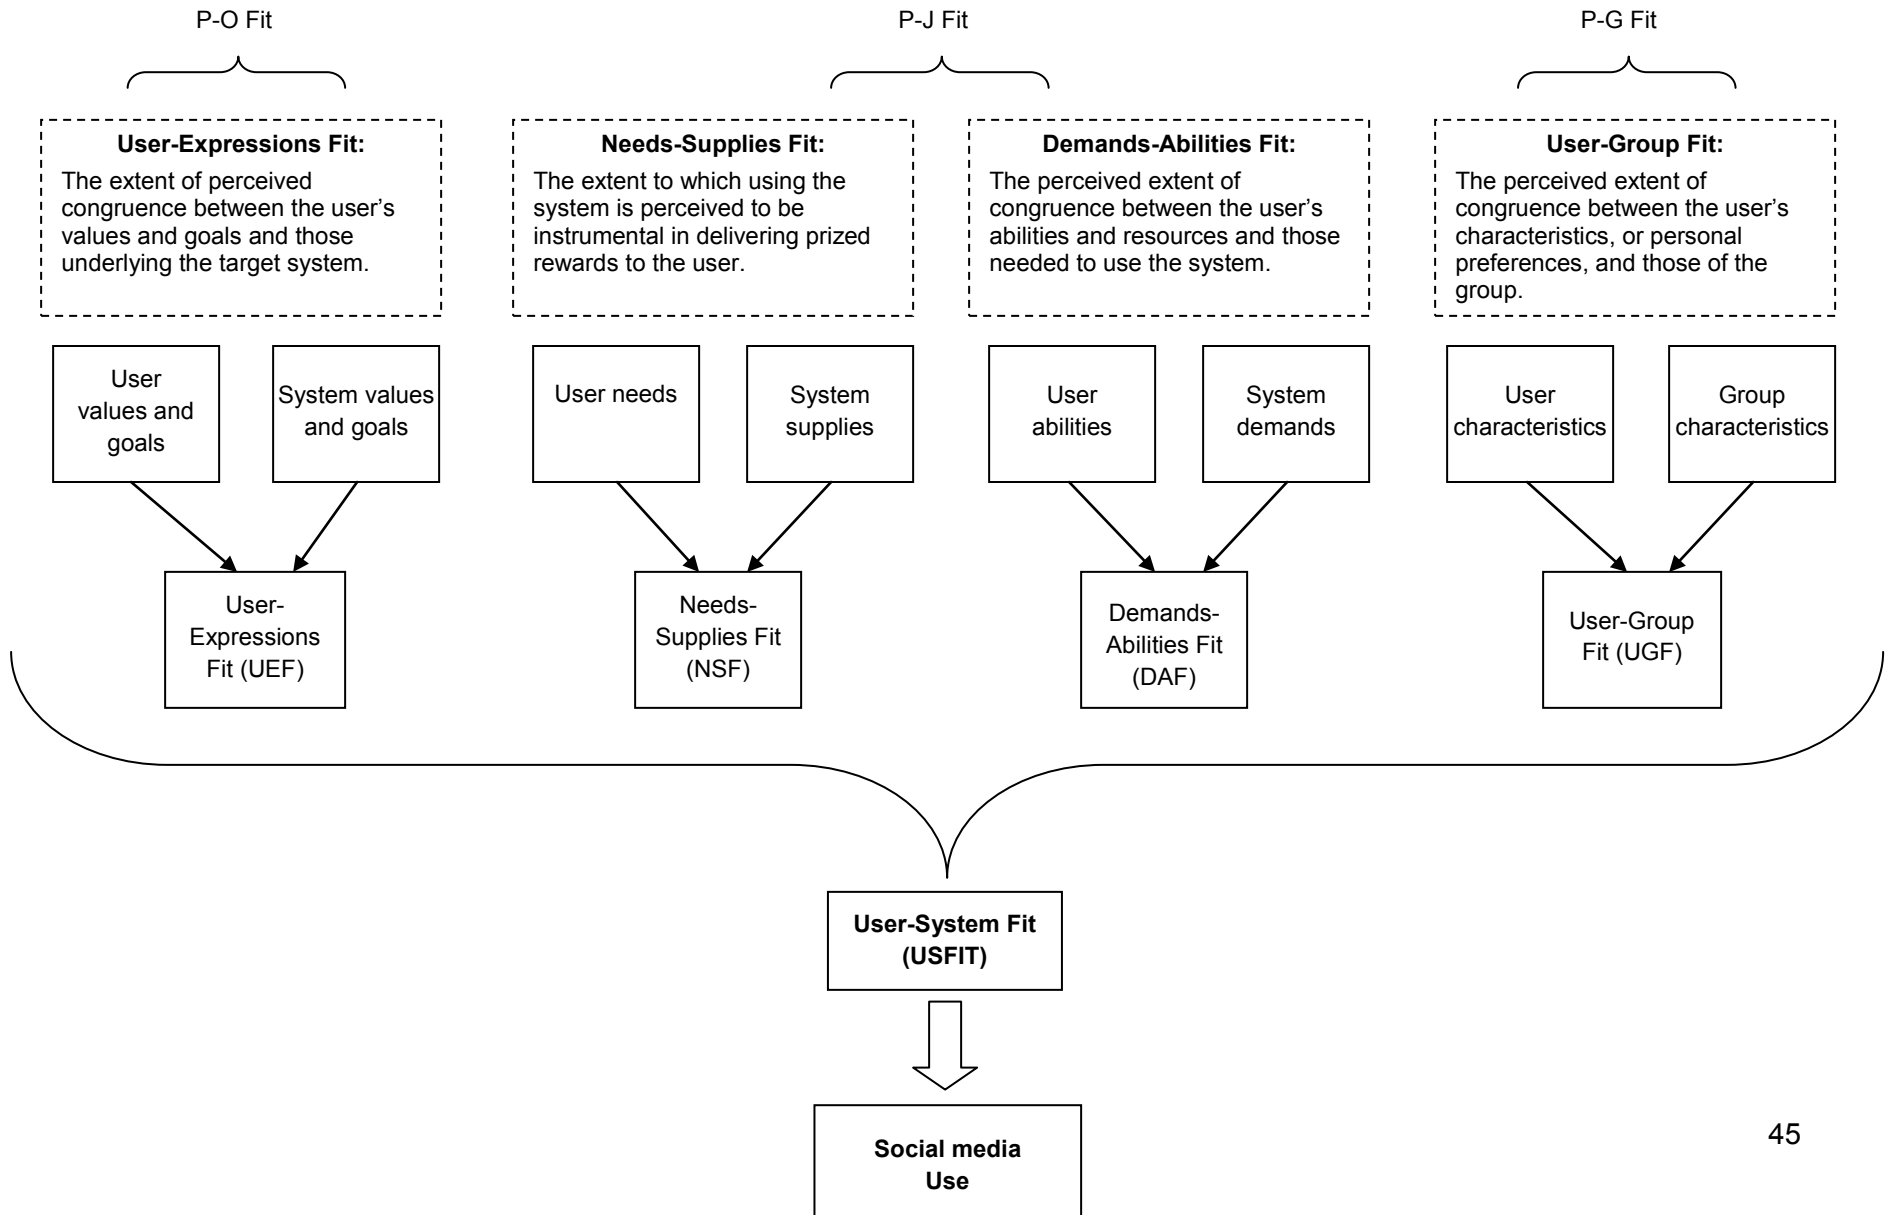 P-O Fit
P-J Fit
P-G Fit
User-Expressions Fit:
The extent of perceived
congruence between the user's
values and goals and those
underlying the target system.
Needs-Supplies Fit:
The extent to which using the
system is perceived to be
instrumental in delivering prized
rewards to the user.
Demands-Abilities Fit:
The perceived extent of
congruence between the user's
abilities and resources and those
needed to use the system.
User-Group Fit:
The perceived extent of
congruence between the user's
characteristics, or personal
preferences, and those of the
group.
User
values and
goals
System values
and goals
User needs
System
supplies
User
abilities
System
demands
User
characteristics
Group
characteristics
User-
Expressions
Fit (UEF)
Needs-
Supplies Fit
(NSF)
Demands-
Abilities Fit
(DAF)
User-Group
Fit (UGF)
User-System Fit
(USFIT)
Social media
Use
45